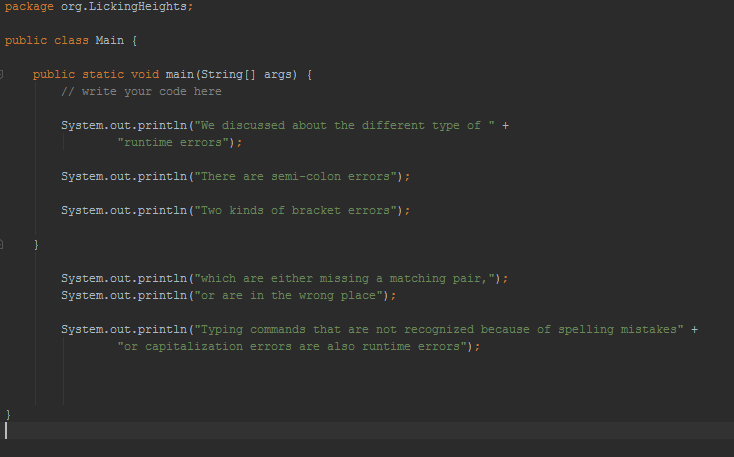 package org.LickingHeights;
public class Main {
public static void main(String[] args) {
// write your code here
System.out.println("We discussed about the different type of " +
"runtime errors");
System.out.println("There are semi-colon errors");
System.out.println("Two kinds of bracket errors");
}
System.out.println("which are either missing a matching pair,");
System.out.println("or are in the wrong place");
System.out.println("Typing commands that are not recognized because of spelling mistakes" +
"or capitalization errors are also runtime errors");
}